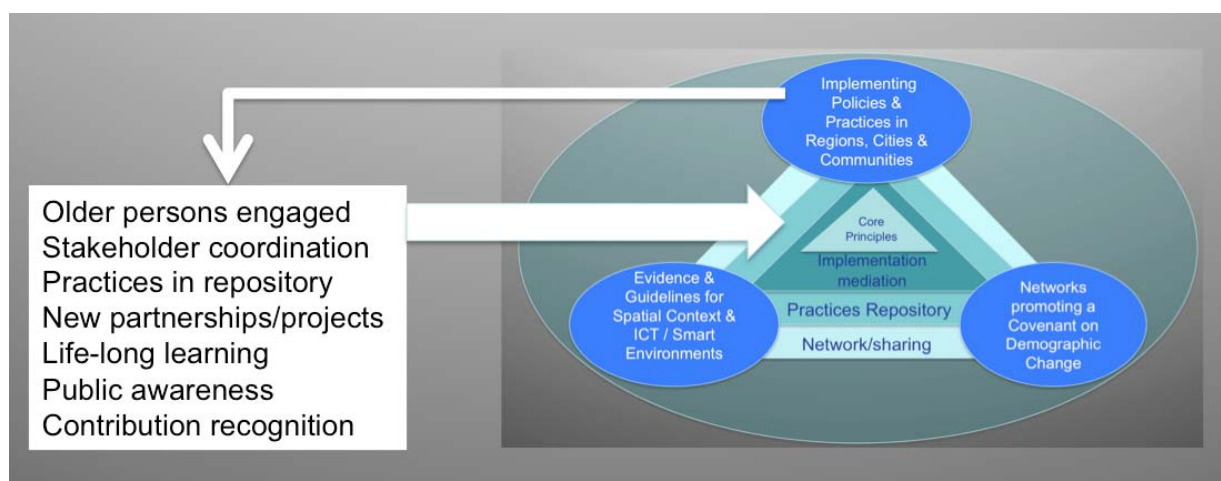 Older persons engaged
Stakeholder coordination
Practices in repository
New partnerships/projects
Life-long learning
Public awareness
Contribution recognition
Implementing
Policies &
Practices in
Regions, Cities &
Communities
Core
Principles
Implementation
mediation
Practices Repository
Network/sharing
Evidence &
Guidelines for
Spatial Context &
ICT / Smart
Environments
Networks
promoting a
Covenant on
Demographic
Change